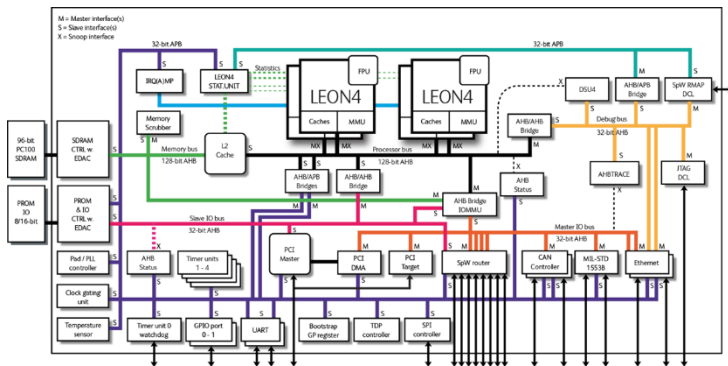 M = Master interface(s)
S = Slave interface(s)
X = Snoop interface
32-bit APB
32-bit APB
IRQ(A)MP
LEON4
STAT.UNIT
Statistics
FPU
LEON4
Caches
MMU
FPU
LEON4
Caches
MMU
DSU4
AHB/APB
Bridge
SpW RMAP
DCL
96-bit
PC100
SDRAM
SDRAM
CTRL w.
EDAC
Memory
Scrubber
Memory bus
128-bit AHB
L2
Cache
Processor bus
128-bit AHB
AHB/AHB
Bridge
Debug bus
32-bit AHB
AHBTRACE
JTAG
DCL
PROM
IO
8/16-bit
PROM
& IO
CTRL w.
EDAC
AHB/APB
Bridges
AHB/AHB
Bridge
AHB Bridge
IOMMU
AHB
Status
Slave IO bus
32-bit AHB
Master IO bus
32-bit AHB
Pad / PLL
controller
AHB
Status
Timer units
1 - 4
PCI
Master
PCI
DMA
PCI
Target
SpW router
CAN
Controller
MIL-STD
1553B
Ethernet
Clock gating
unit
Temperature
sensor
Timer unit 0
watchdog
GPIO port
0 - 1
UART
Bootstrap
GP register
TDP
controller
SPI
controller
M
S
X
MX